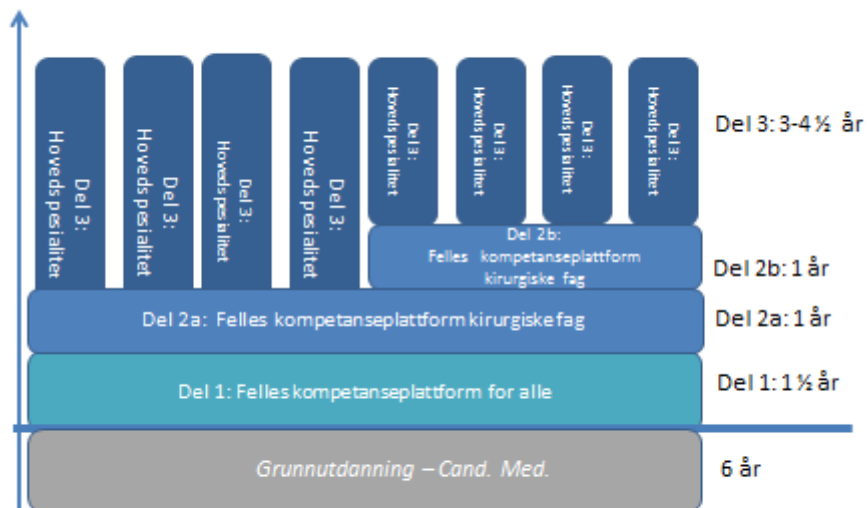 Del 3:
Hovedspesialitet
Del 3:
Hovedspesialitet
Del 3:
Hovedspesialitet
Del 3:
Hovedspesialitet
Del 3:
Hovedspesialitet
Del 3:
Hovedspesialitet
Del 3:
Hovedspesialitet
Del 3:
Hovedspesialitet
Del 3: 3-4 ½ år
Del 2b:
Felles kompetanseplattform
kirurgiske fag
Del 2b: 1 år
Del 2a: Felles kompetanseplattform kirurgiske fag
Del 2a: 1 år
Del 1: Felles kompetanseplattform for alle
Del 1: 1 ½ år
Grunnutdanning – Cand. Med.
6 år